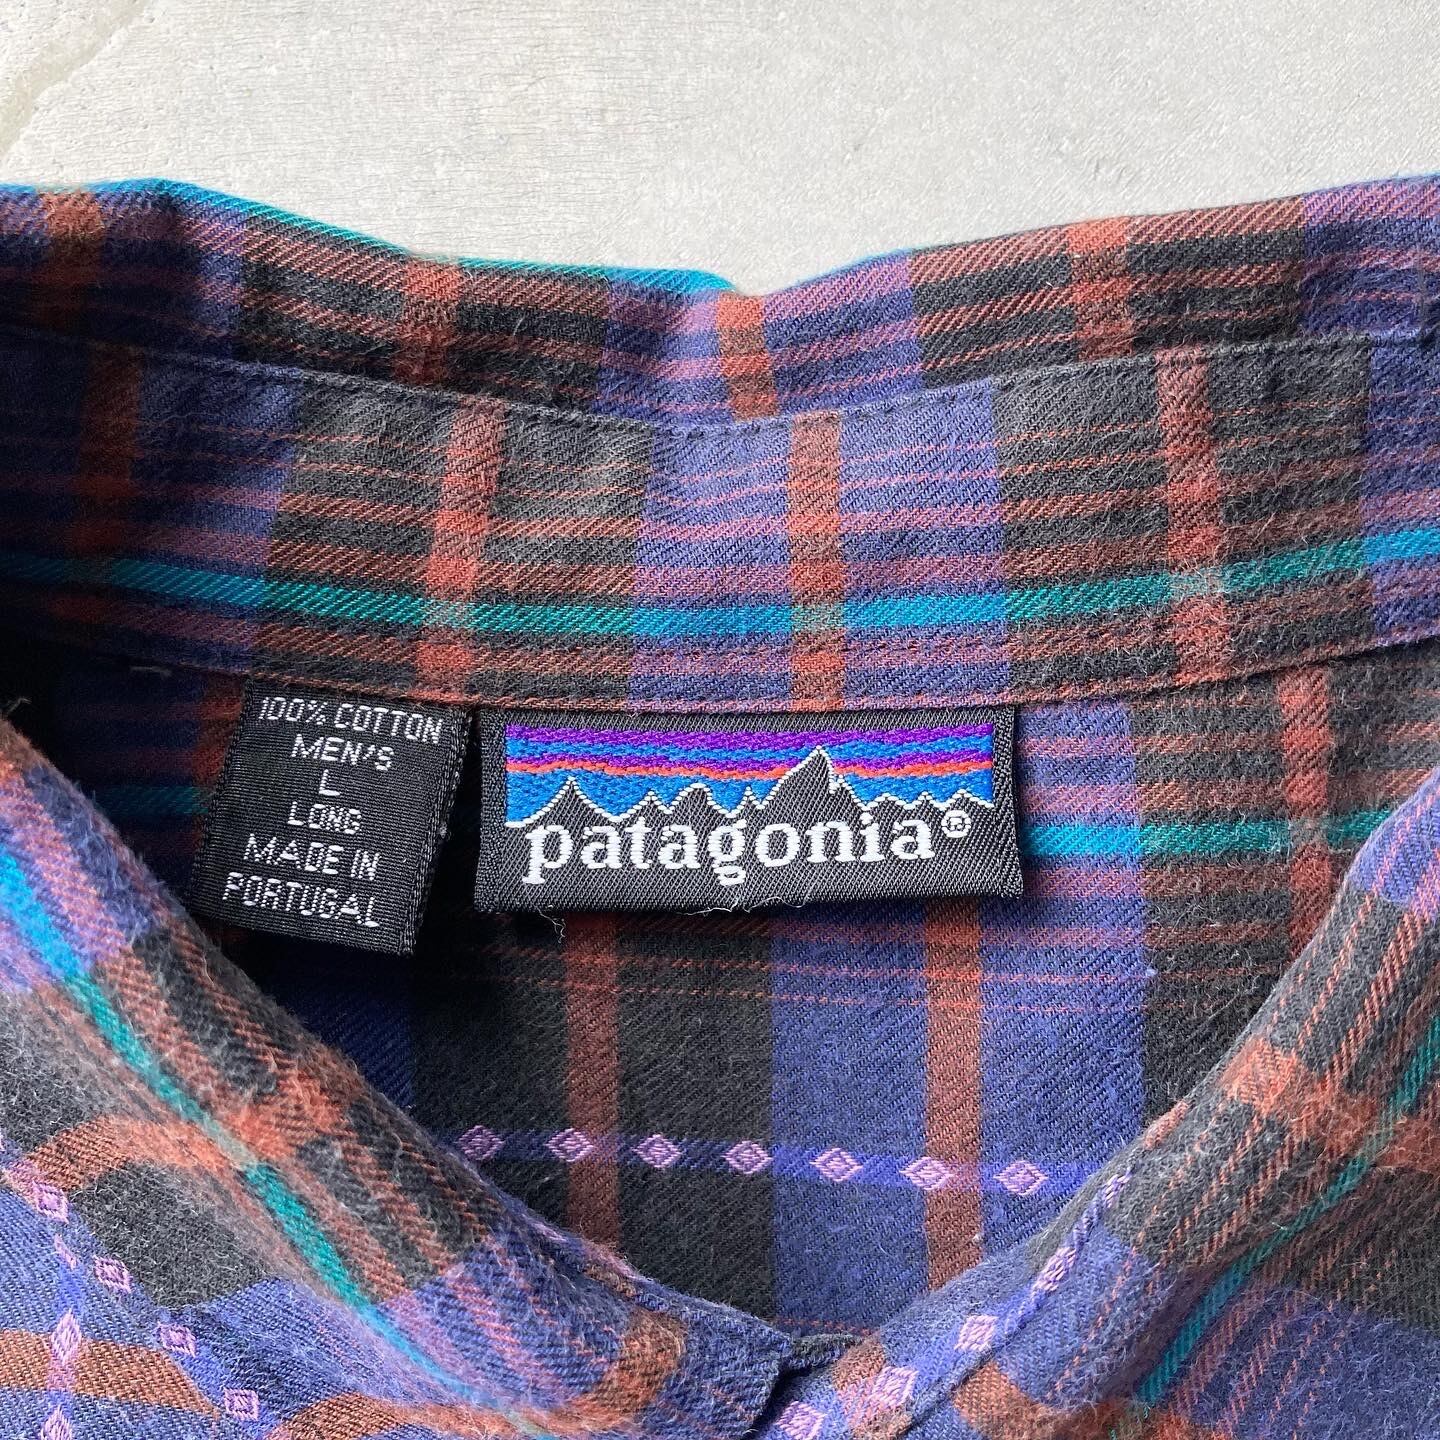 100% COTTON
MEN'S
L
LONG
MADE IN
PORTUGAL
patagonia®